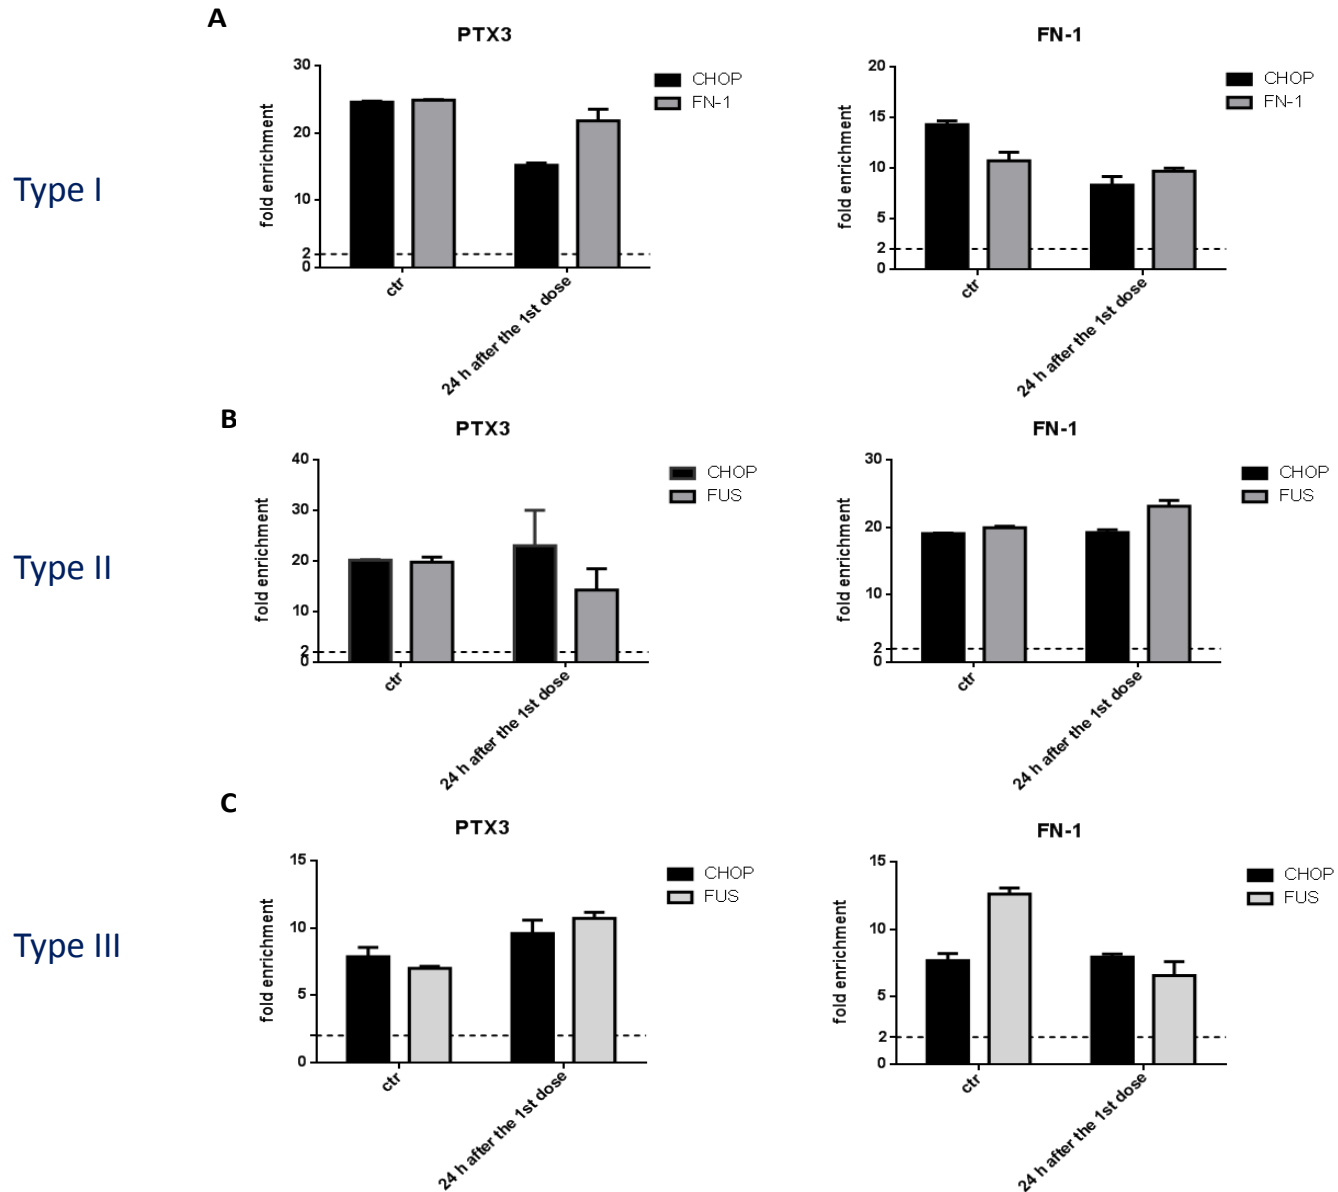 A
PTX3
30
20
10
2
0
fold enrichment
CHOP
FN-1
ctr
24 h after the 1st dose
FN-1
20
15
10
5
2
0
fold enrichment
CHOP
FN-1
ctr
24 h after the 1st dose
Type I
B
PTX3
40
30
20
10
2
0
fold enrichment
CHOP
FUS
ctr
24 h after the 1st dose
FN-1
30
20
10
2
0
fold enrichment
CHOP
FUS
ctr
24 h after the 1st dose
Type II
C
PTX3
15
10
5
0
fold enrichment
CHOP
FUS
ctr
24 h after the 1st dose
FN-1
15
10
5
2
0
fold enrichment
CHOP
FUS
ctr
24 h after the 1st dose
Type III